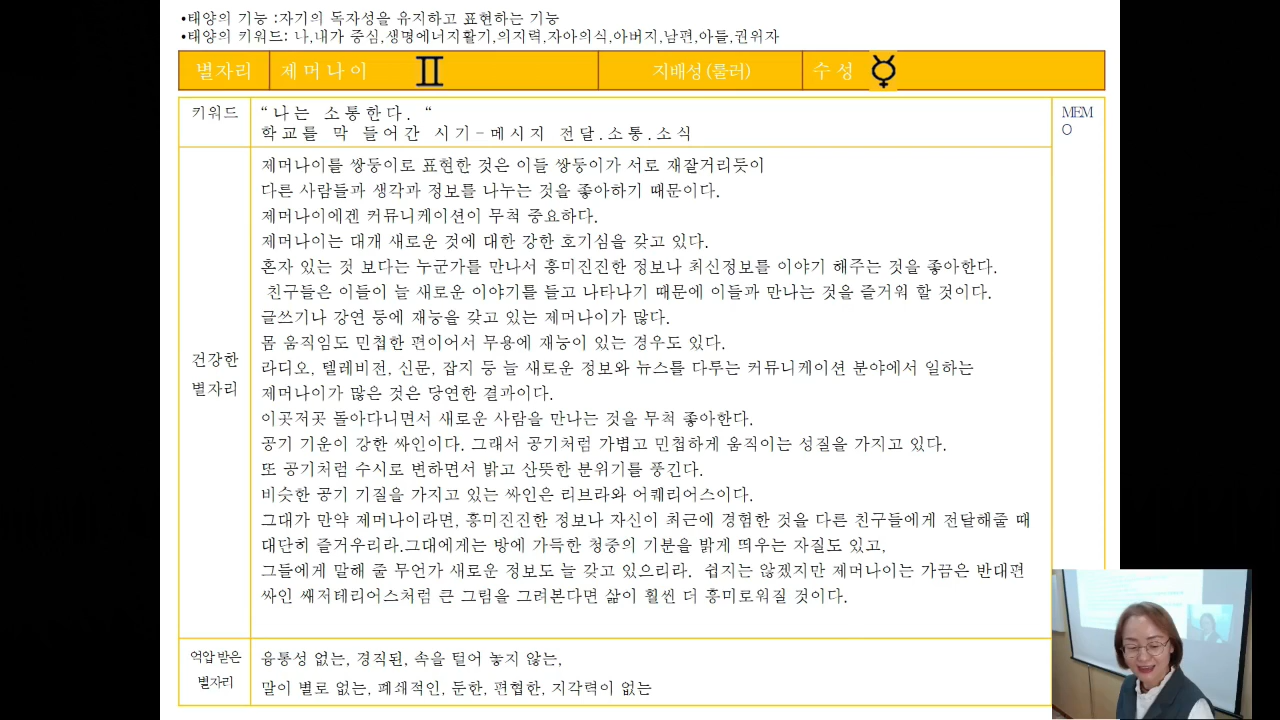 •태양의 기능 :자기의 독자성을 유지하고 표현하는 기능
•태양의 키워드: 나,내가 중심,생명에너지활기,의지력,자아의식,아버지,남편,아들,권위자
별자리 제머나이 ♊ 지배성(룰러) 수성 ☿
키워드
“나는 소통한다. “
학교를 막 들어간 시기-메시지 전달.소통.소식
MEM
O
건강한
별자리
제머나이를 쌍둥이로 표현한 것은 이들 쌍둥이가 서로 재잘거리듯이
다른 사람들과 생각과 정보를 나누는 것을 좋아하기 때문이다.
제머나이에겐 커뮤니케이션이 무척 중요하다.
제머나이는 대개 새로운 것에 대한 강한 호기심을 갖고 있다.
혼자 있는 것 보다는 누군가를 만나서 흥미진진한 정보나 최신정보를 이야기 해주는 것을 좋아한다.
친구들은 이들이 늘 새로운 이야기를 들고 나타나기 때문에 이들과 만나는 것을 즐거워 할 것이다.
글쓰기나 강연 등에 재능을 갖고 있는 제머나이가 많다.
몸 움직임도 민첩한 편이어서 무용에 재능이 있는 경우도 있다.
라디오, 텔레비전, 신문, 잡지 등 늘 새로운 정보와 뉴스를 다루는 커뮤니케이션 분야에서 일하는
제머나이가 많은 것은 당연한 결과이다.
이곳저곳 돌아다니면서 새로운 사람을 만나는 것을 무척 좋아한다.
공기 기운이 강한 싸인이다. 그래서 공기처럼 가볍고 민첩하게 움직이는 성질을 가지고 있다.
또 공기처럼 수시로 변하면서 밝고 산뜻한 분위기를 풍긴다.
비슷한 공기 기질을 가지고 있는 싸인은 리브라와 어퀘리어스이다.
그대가 만약 제머나이라면, 흥미진진한 정보나 자신이 최근에 경험한 것을 다른 친구들에게 전달해줄 때
대단히 즐거우리라.그대에게는 방에 가득한 청중의 기분을 밝게 띄우는 자질도 있고,
그들에게 말해 줄 무언가 새로운 정보도 늘 갖고 있으리라. 쉽지는 않겠지만 제머나이는 가끔은 반대편
싸인 쌔저테리어스처럼 큰 그림을 그려본다면 삶이 훨씬 더 흥미로워질 것이다.
억압 받은
별자리
융통성 없는, 경직된, 속을 털어 놓지 않는,
말이 별로 없는, 폐쇄적인, 둔한, 편협한, 지각력이 없는